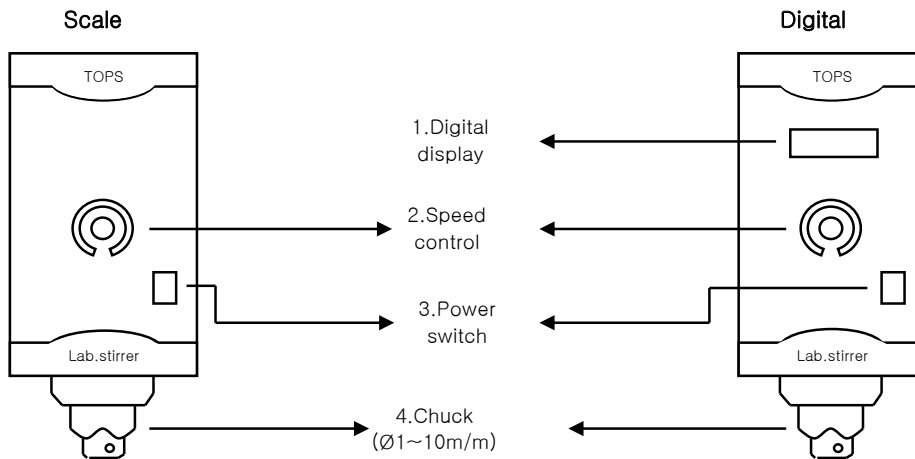 Scale
Digital
TOPS
TOPS
1.Digital
display
2.Speed
control
3.Power
switch
Lab.stirrer
Lab.stirrer
4.Chuck
(Ø1~10m/m)